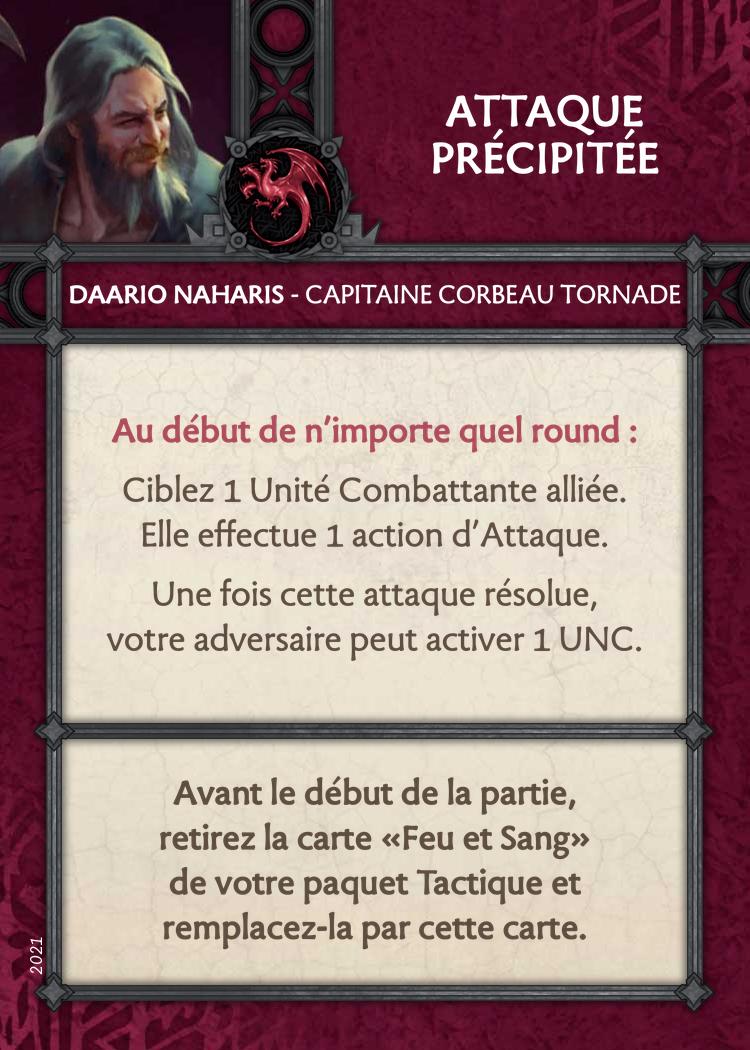 ATTAQUE
PRÉCIPITÉE
DAARIO NAHARIS - CAPITAINE CORBEAU TORNADE
Au début de n'importe quel round :
Ciblez 1 Unité Combattante alliée.
Elle effectue 1 action d'Attaque.
Une fois cette attaque résolue,
votre adversaire peut activer 1 UNC.
Avant le début de la partie,
retirez la carte «Feu et Sang»
de votre paquet Tactique et
remplacez-la par cette carte.
2021